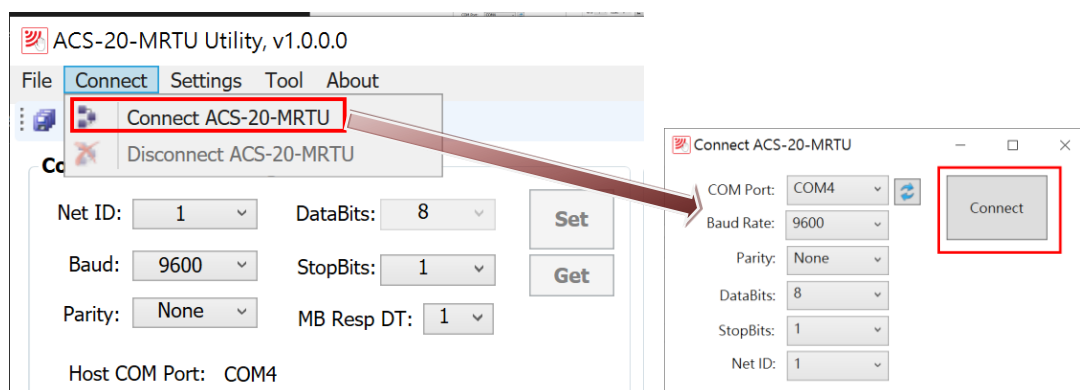 ACS-20-MRTU Utility, v1.0.0.0
File Connect Settings Tool About
Connect ACS-20-MRTU
Disconnect ACS-20-MRTU
Co
Net ID: 1 DataBits: 8 Set
Baud: 9600 StopBits: 1 Get
Parity: None MB Resp DT: 1
Host COM Port: COM4
Connect ACS-20-MRTU
COM Port: COM4 Connect
Baud Rate: 9600
Parity: None
DataBits: 8
StopBits: 1
Net ID: 1